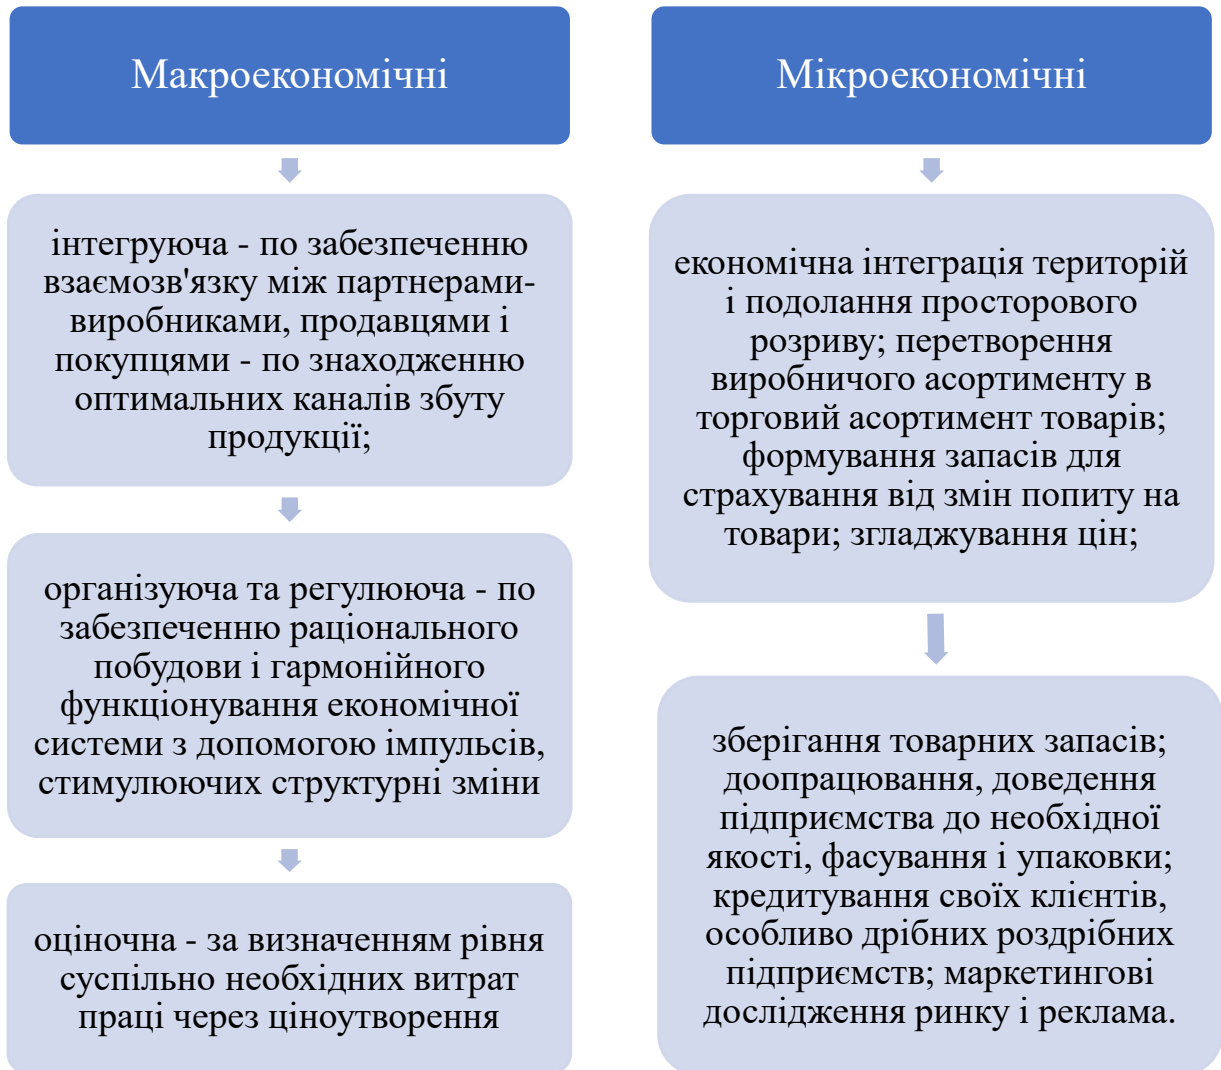 Макроекономічні
інтегруюча - по забезпеченню
взаємозв'язку між партнерами-
виробниками, продавцями і
покупцями - по знаходженню
оптимальних каналів збуту
продукції;
організуюча та регулююча - по
забезпеченню раціонального
побудови і гармонійного
функціонування економічної
системи з допомогою імпульсів,
стимулюючих структурні зміни
оціночна - за визначенням рівня
суспільно необхідних витрат
праці через ціноутворення
Мікроекономічні
економічна інтеграція територій
і подолання просторового
розриву; перетворення
виробничого асортименту в
торговий асортимент товарів;
формування запасів для
страхування від змін попиту на
товари; згладжування цін;
зберігання товарних запасів;
доопрацювання, доведення
підприємства до необхідної
якості, фасування і упаковки;
кредитування своїх клієнтів,
особливо дрібних роздрібних
підприємств; маркетингові
дослідження ринку і реклама.